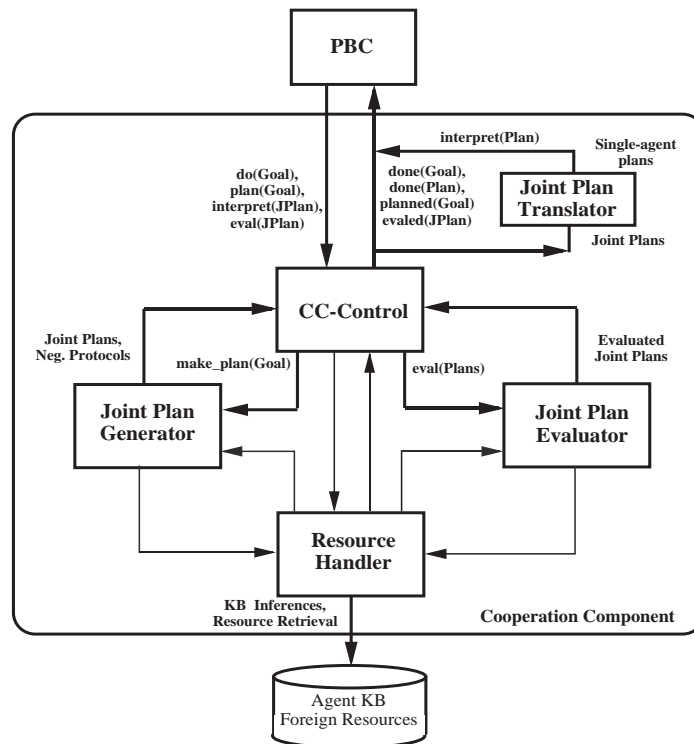 PBC
interpret(Plan)
Single-agent
plans
do(Goal),
plan(Goal),
interpret(JPlan),
eval(JPlan)
done(Goal),
done(Plan),
planned(Goal)
evaled(JPlan)
Joint Plan
Translator
Joint Plans
CC-Control
Joint Plans,
Neg. Protocols
make_plan(Goal)
eval(Plans)
Evaluated
Joint Plans
Joint Plan
Generator
Joint Plan
Evaluator
Resource
Handler
KB Inferences,
Resource Retrieval
Cooperation Component
Agent KB
Foreign Resources